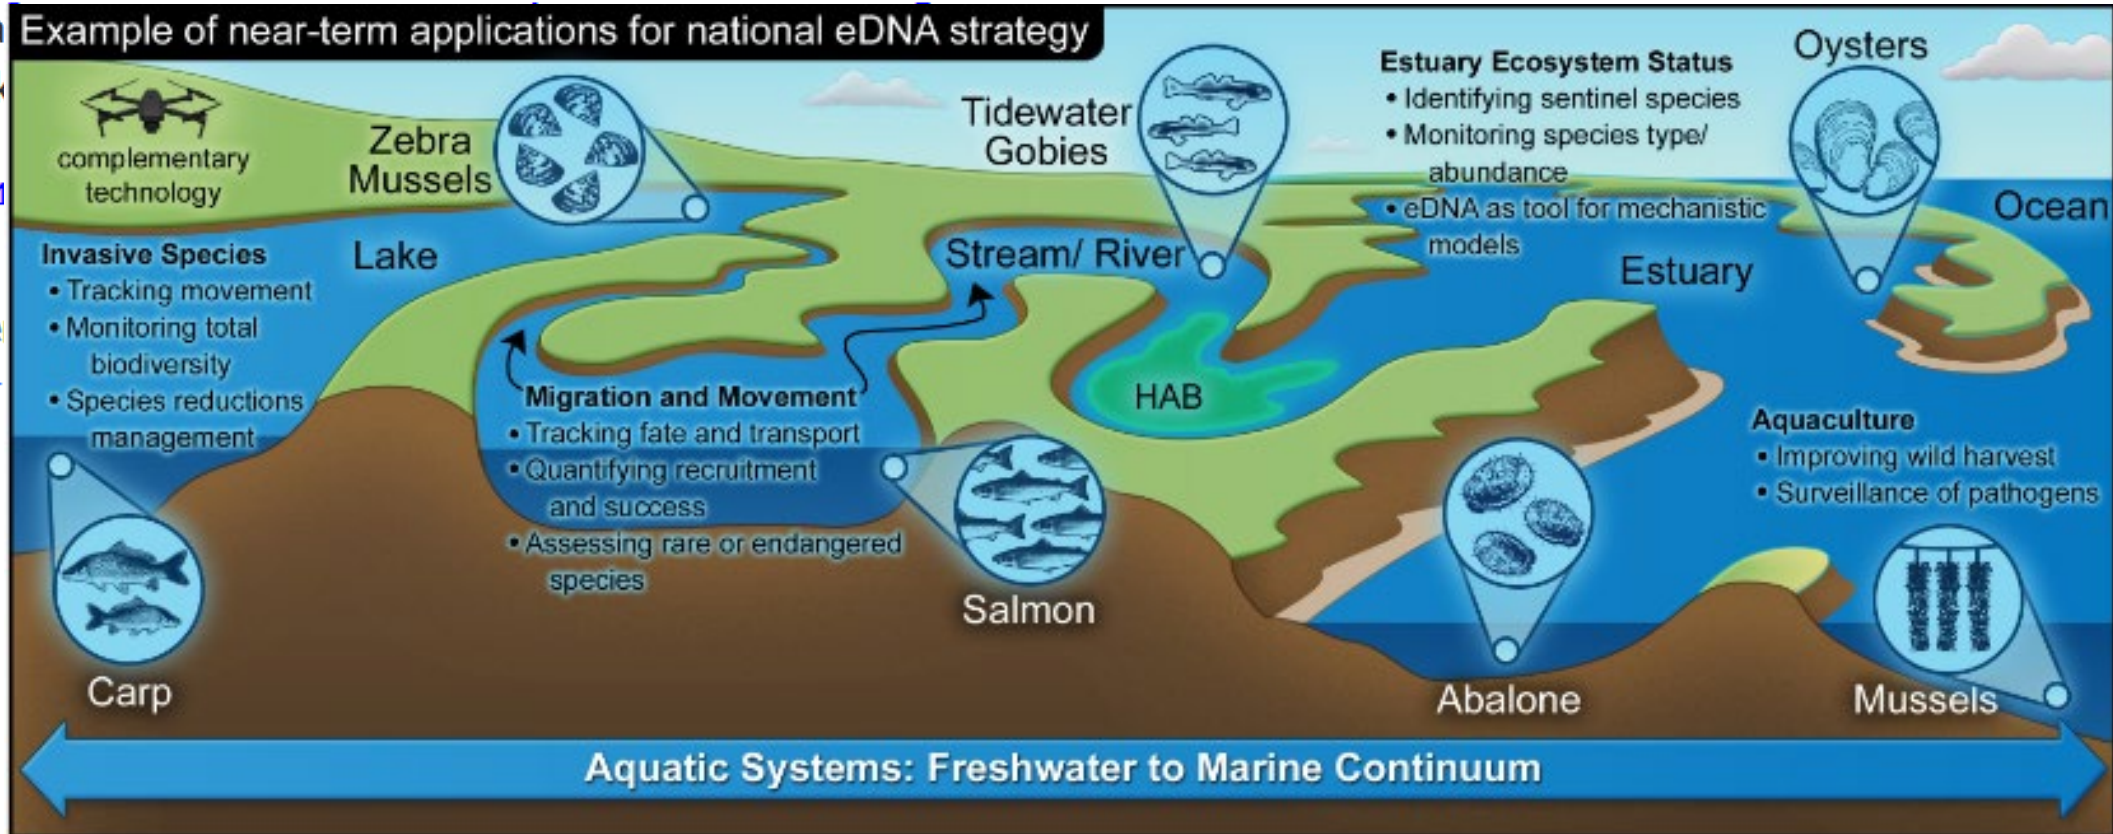 Example of near-term applications for national eDNA strategy
complementary
technology
Zebra
Mussels
Tidewater
Gobies
Estuary Ecosystem Status
• Identifying sentinel species
• Monitoring species type/
abundance
• eDNA as tool for mechanistic
models
Oysters
Ocean
Invasive Species
• Tracking movement
• Monitoring total
biodiversity
• Species reductions
management
Lake
Stream/ River
Estuary
HAB
Migration and Movement
• Tracking fate and transport
• Quantifying recruitment
and success
• Assessing rare or endangered
species
Aquaculture
• Improving wild harvest
• Surveillance of pathogens
Carp
Salmon
Abalone
Mussels
Aquatic Systems: Freshwater to Marine Continuum